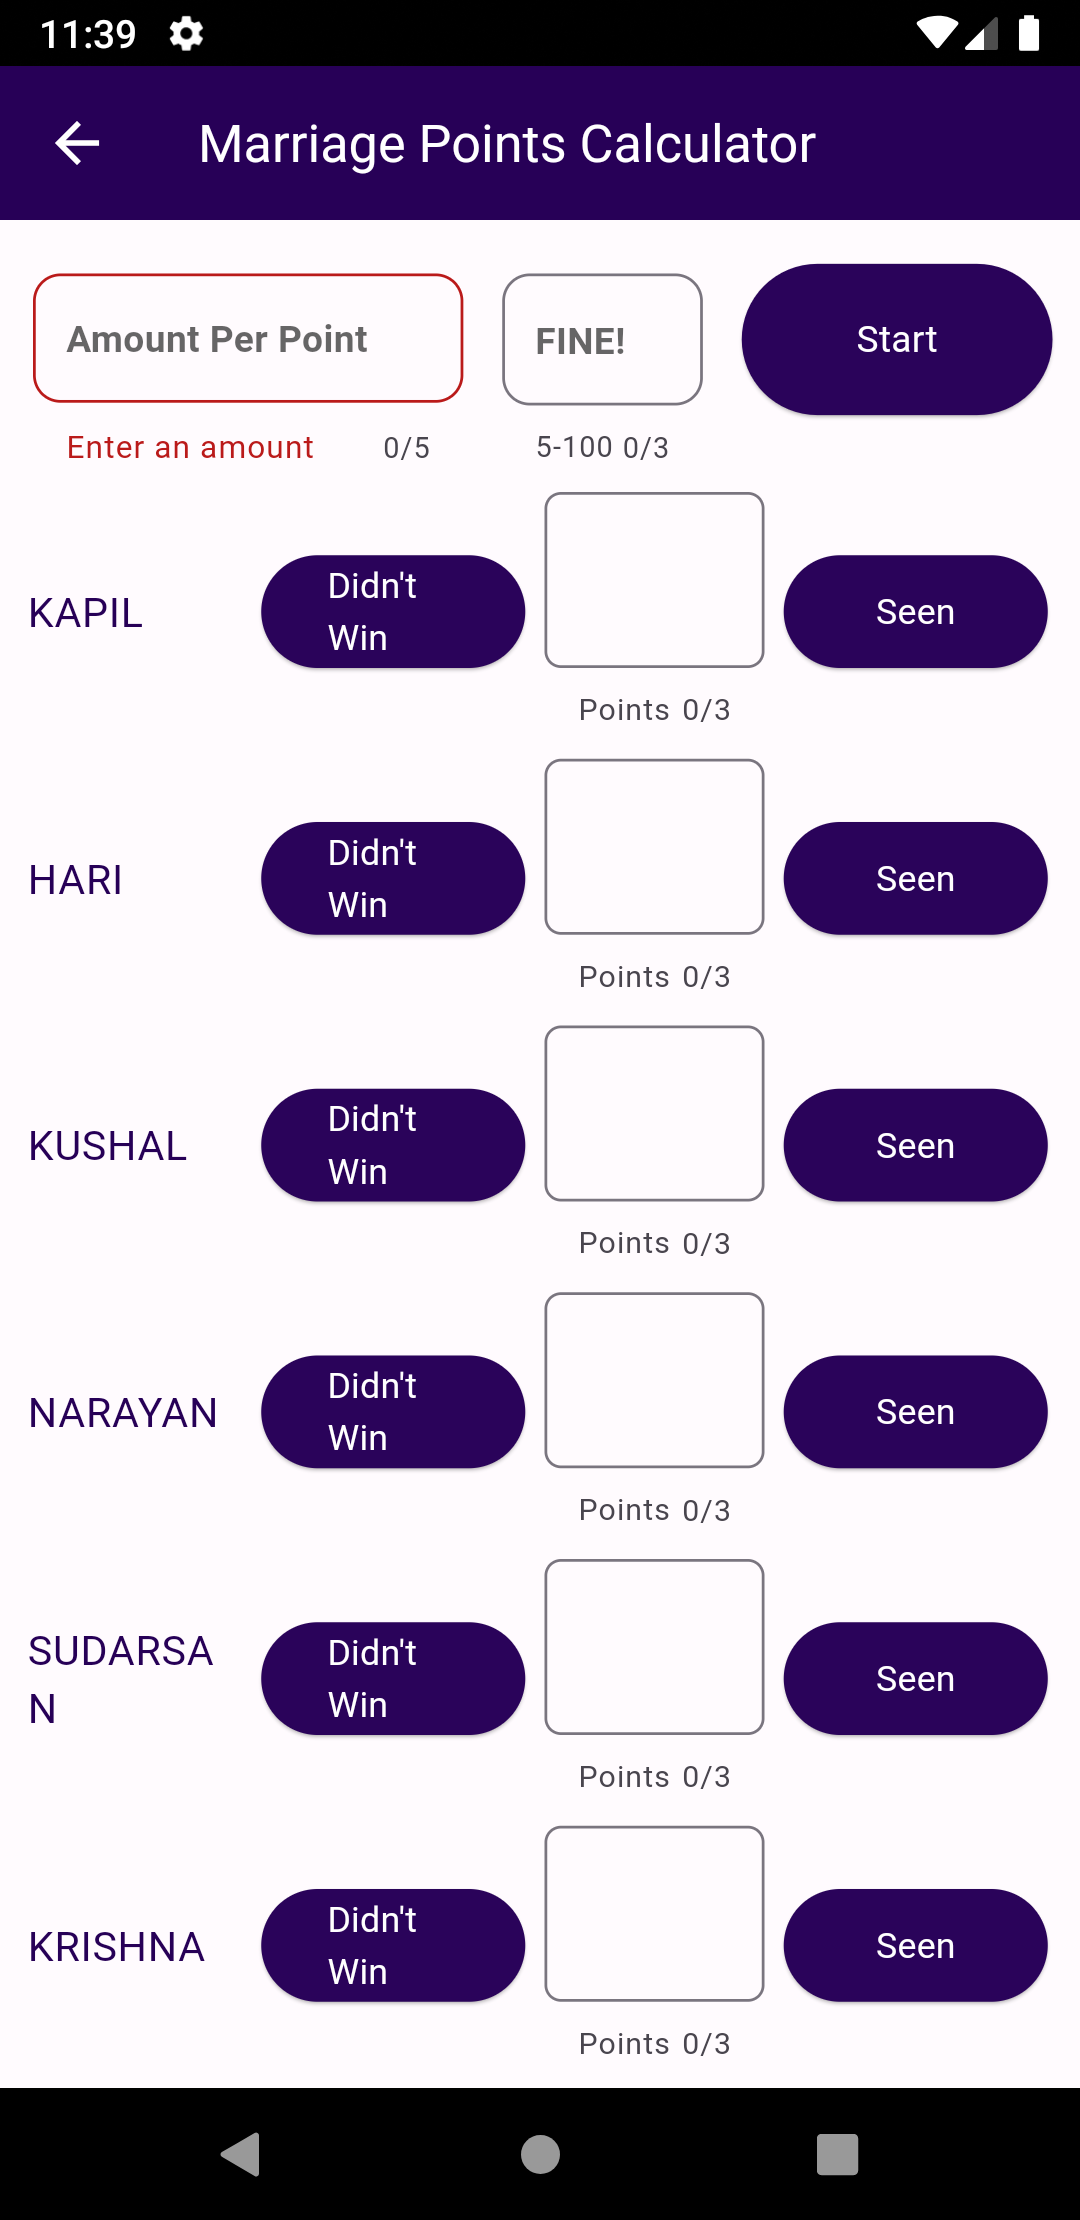 11:39
Marriage Points Calculator
Amount Per Point
FINE!
Start
Enter an amount
0/5
5-100
0/3
KAPIL
Didn't
Win
Seen
Points 0/3
HARI
Didn't
Win
Seen
Points 0/3
KUSHAL
Didn't
Win
Seen
Points 0/3
NARAYAN
Didn't
Win
Seen
Points 0/3
SUDARSA
N
Didn't
Win
Seen
Points 0/3
KRISHNA
Didn't
Win
Seen
Points 0/3